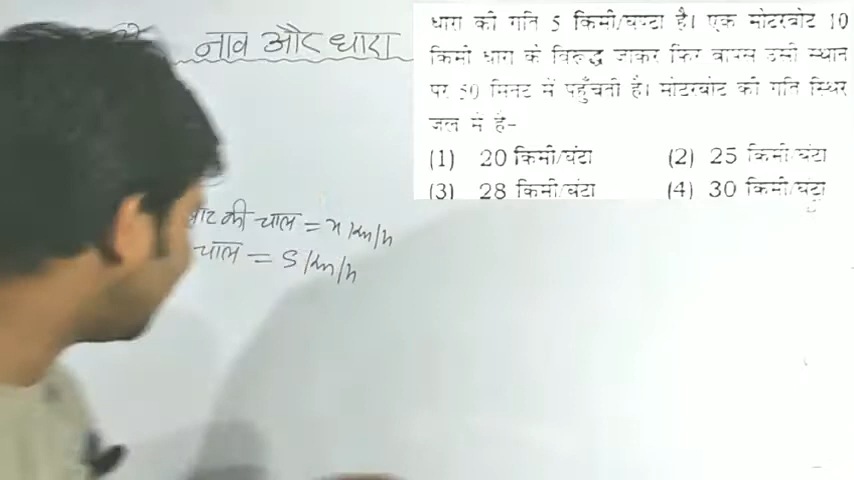 नाव और धारा
धारा की गति 5 किमी/घण्टा है। एक मोटरबोट 10
किमी धारा के विरूद्ध जाकर फिर वापस उसी स्थान
पर 50 मिनट में पहुँचती है। मोटरबोट की गति स्थिर
जल में है-
(1) 20 किमी/घंटा (2) 25 किमी/घंटा
(3) 28 किमी/घंटा (4) 30 किमी/घंटा
की चाल = x km/h
चाल = 5 km/h